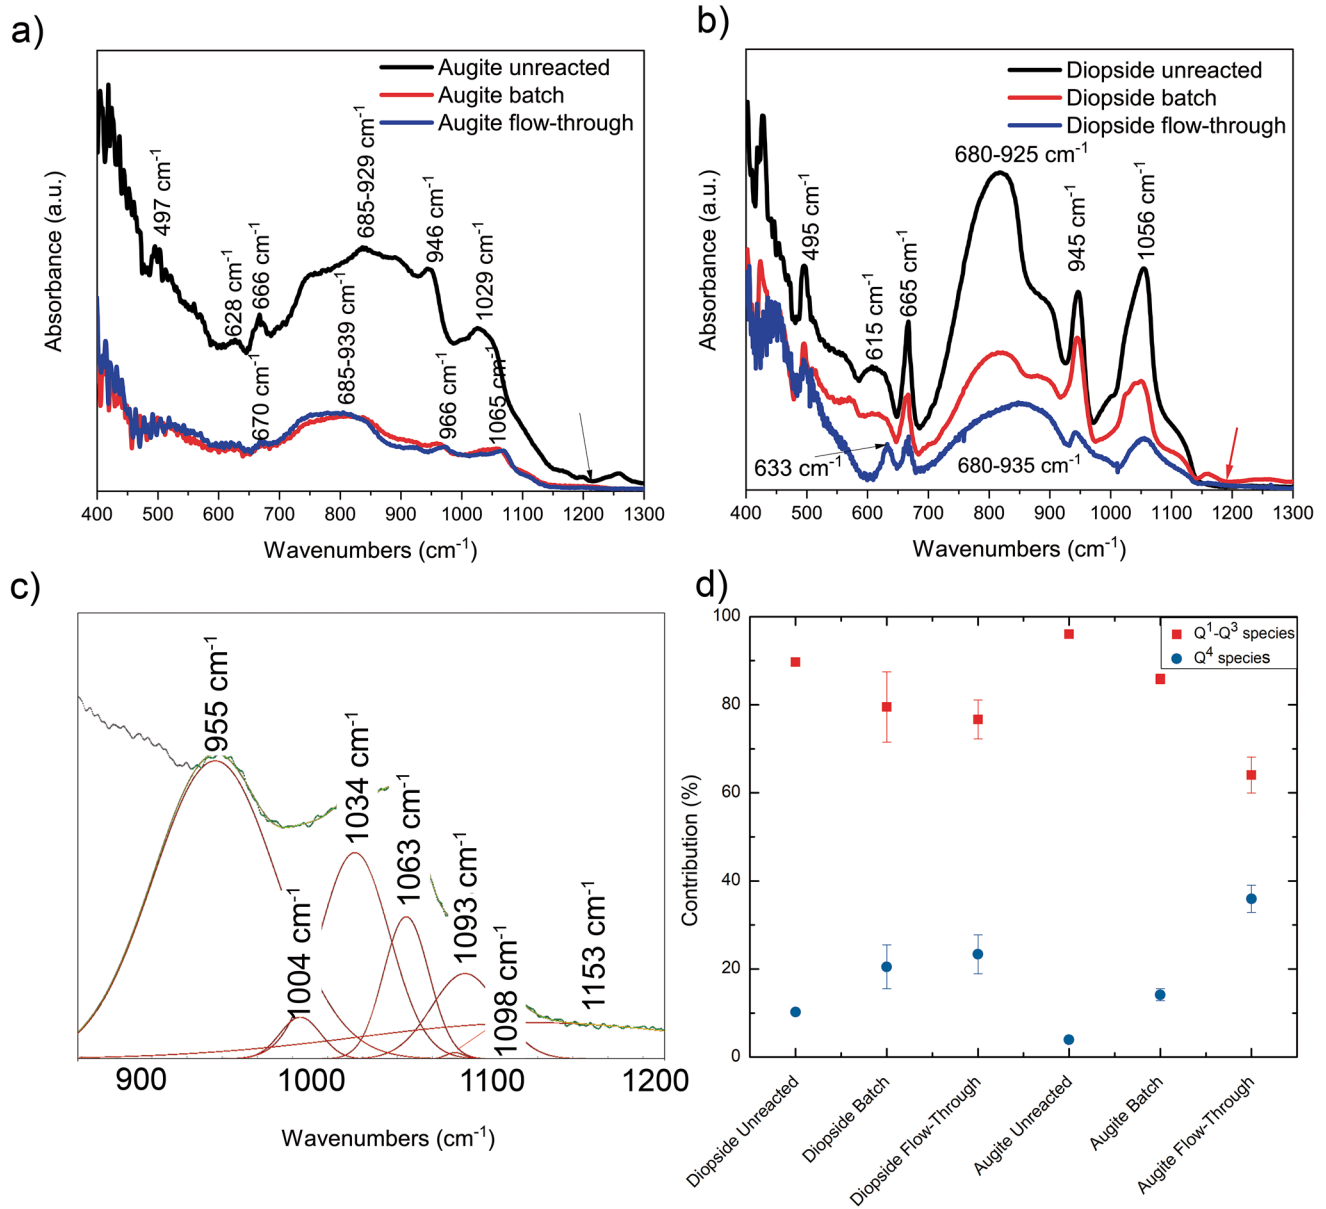 a)
Augite unreacted
Augite batch
Augite flow-through
497 cm⁻¹
628 cm⁻¹
666 cm⁻¹
670 cm⁻¹
685-929 cm⁻¹
685-939 cm⁻¹
946 cm⁻¹
966 cm⁻¹
1029 cm⁻¹
1065 cm⁻¹
Absorbance (a.u.)
400 500 600 700 800 900 1000 1100 1200 1300
Wavenumbers (cm⁻¹)
b)
Diopside unreacted
Diopside batch
Diopside flow-through
680-925 cm⁻¹
495 cm⁻¹
615 cm⁻¹
665 cm⁻¹
945 cm⁻¹
1056 cm⁻¹
633 cm⁻¹
680-935 cm⁻¹
Absorbance (a.u.)
400 500 600 700 800 900 1000 1100 1200 1300
Wavenumbers (cm⁻¹)
c)
955 cm⁻¹
1004 cm⁻¹
1034 cm⁻¹
1063 cm⁻¹
1093 cm⁻¹
1098 cm⁻¹
1153 cm⁻¹
900 1000 1100 1200
Wavenumbers (cm⁻¹)
d)
Q¹-Q³ species
Q⁴ species
100
80
60
40
20
0
Contribution (%)
Diopside Unreacted
Diopside Batch
Diopside Flow-Through
Augite Unreacted
Augite Batch
Augite Flow-Through